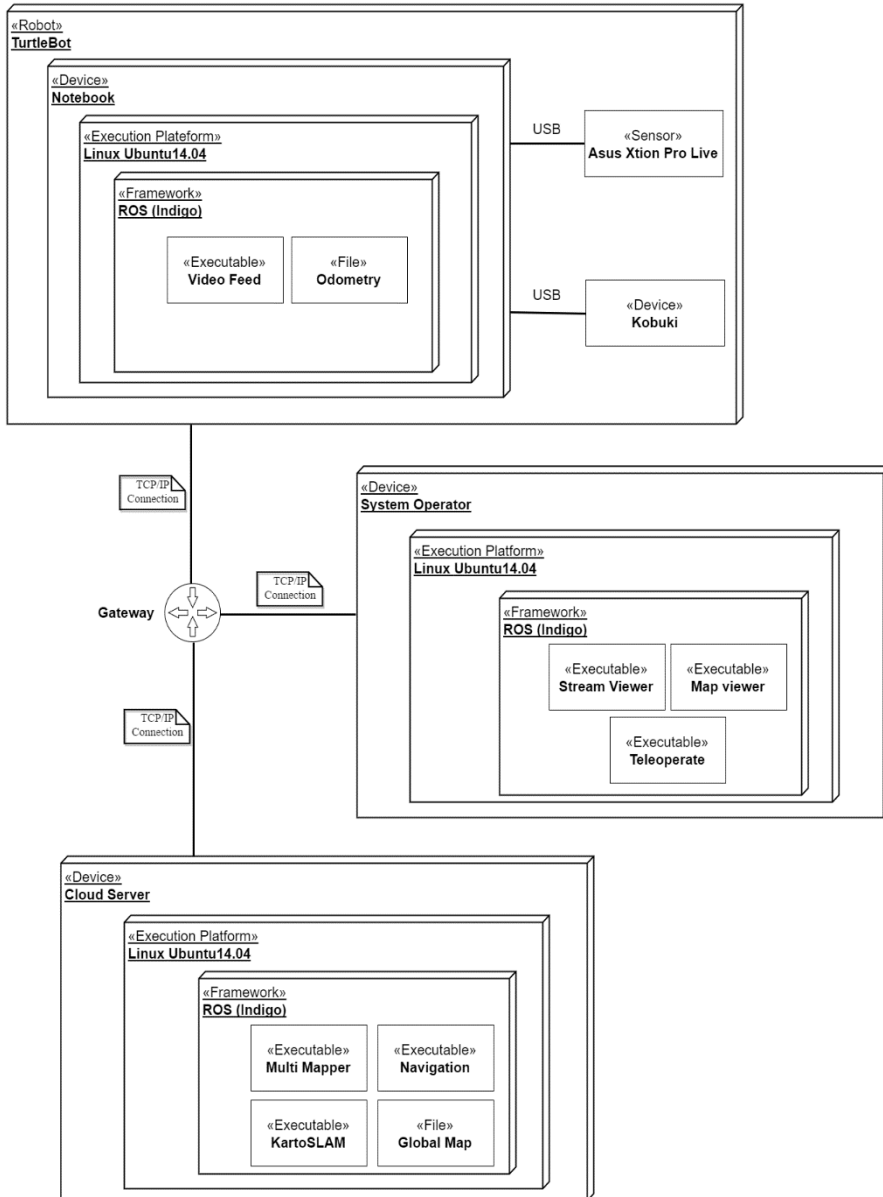 «Robot»
TurtleBot
«Device»
Notebook
«Execution Plateform»
Linux Ubuntu14.04
«Framework»
ROS (Indigo)
«Executable»
Video Feed
«File»
Odometry
USB
«Sensor»
Asus Xtion Pro Live
USB
«Device»
Kobuki
TCP/IP
Connection
Gateway
TCP/IP
Connection
«Device»
System Operator
«Execution Platform»
Linux Ubuntu14.04
«Framework»
ROS (Indigo)
«Executable»
Stream Viewer
«Executable»
Map viewer
«Executable»
Teleoperate
TCP/IP
Connection
«Device»
Cloud Server
«Execution Platform»
Linux Ubuntu14.04
«Framework»
ROS (Indigo)
«Executable»
Multi Mapper
«Executable»
Navigation
«Executable»
KartoSLAM
«File»
Global Map